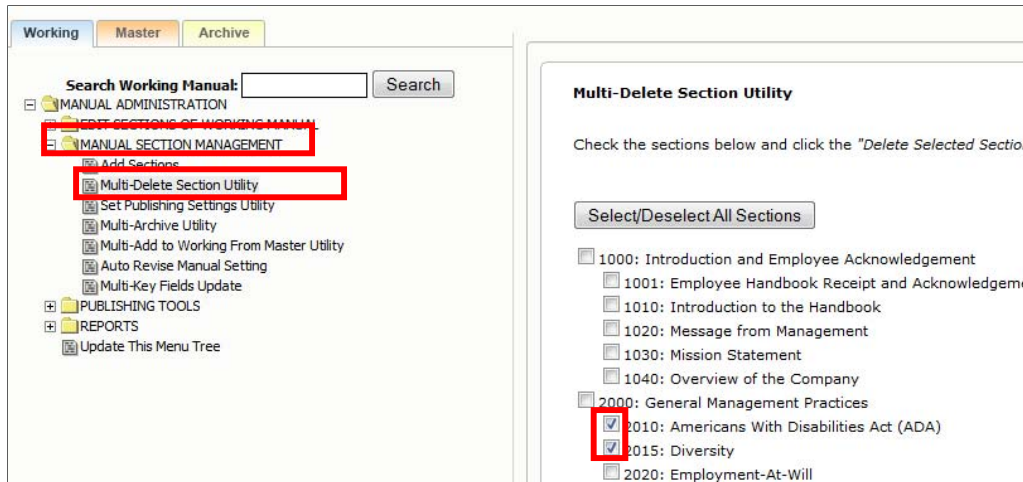 Working Master Archive
Search Working Manual: Search
MANUAL ADMINISTRATION
EDIT SECTIONS OF WORKING MANUAL
MANUAL SECTION MANAGEMENT
Add Sections
Multi-Delete Section Utility
Set Publishing Settings Utility
Multi-Archive Utility
Multi-Add to Working From Master Utility
Auto Revise Manual Setting
Multi-Key Fields Update
PUBLISHING TOOLS
REPORTS
Update This Menu Tree
Multi-Delete Section Utility
Check the sections below and click the "Delete Selected Sectio
Select/Deselect All Sections
1000: Introduction and Employee Acknowledgement
1001: Employee Handbook Receipt and Acknowledgeme
1010: Introduction to the Handbook
1020: Message from Management
1030: Mission Statement
1040: Overview of the Company
2000: General Management Practices
2010: Americans With Disabilities Act (ADA)
2015: Diversity
2020: Employment-At-Will